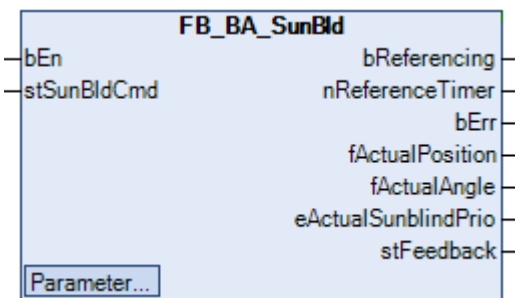 FB_BA_SunBld
bEn
bReferencing
stSunBldCmd
nReferenceTimer
bErr
fActualPosition
fActualAngle
eActualSunblindPrio
stFeedback
Parameter...